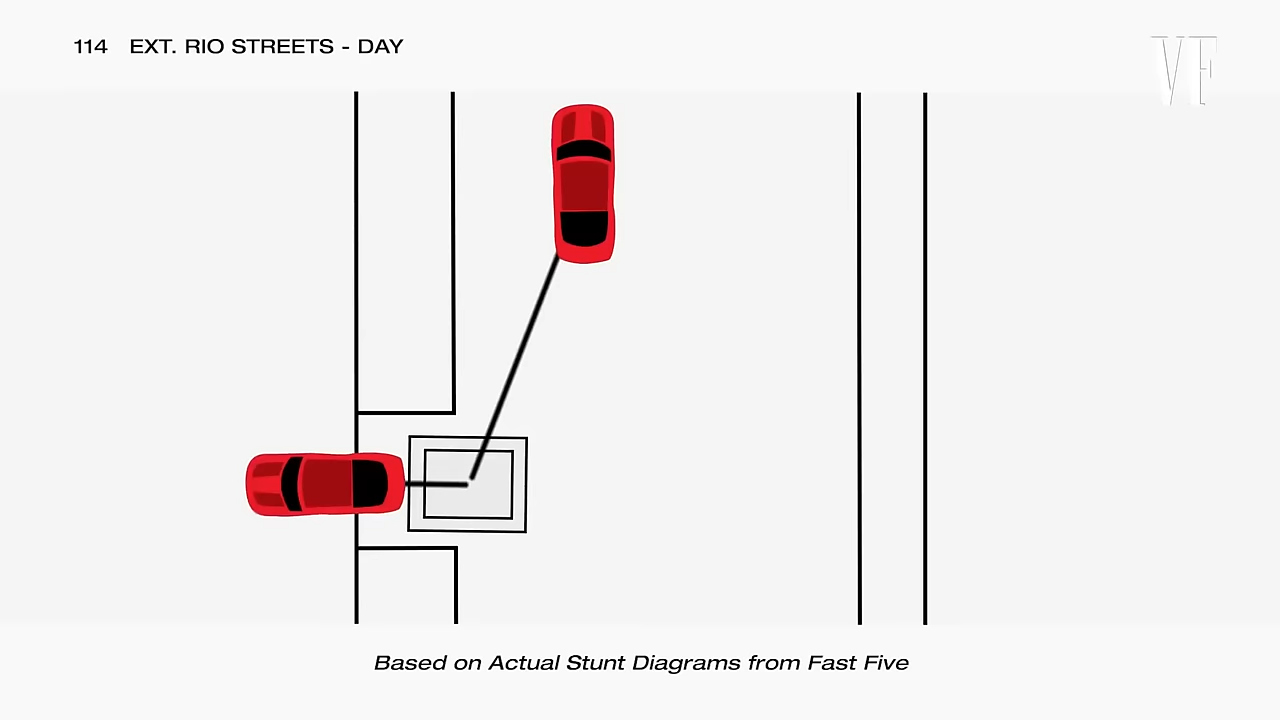 114 EXT. RIO STREETS - DAY
VF
Based on Actual Stunt Diagrams from Fast Five